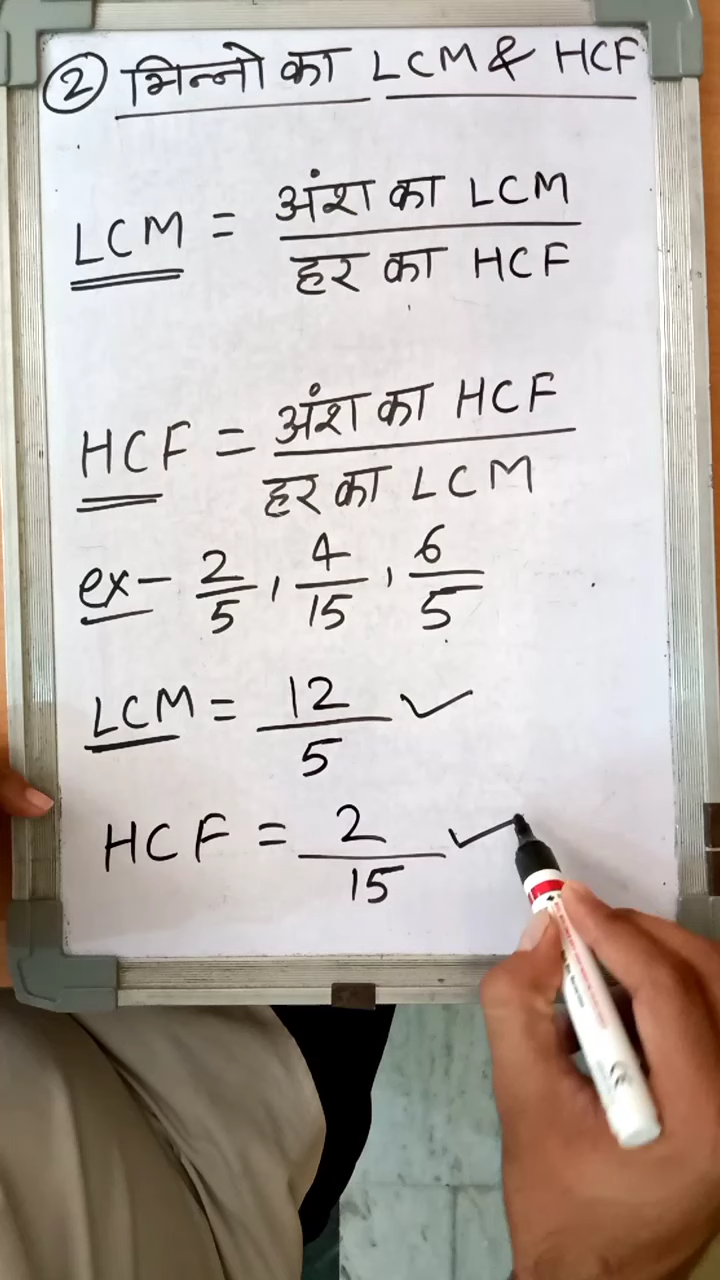 ② भिन्नो का LCM & HCF
LCM = अंश का LCM / हर का HCF
HCF = अंश का HCF / हर का LCM
ex- 2/5, 4/15, 6/5
LCM = 12/5 ✓
HCF = 2/15 ✓